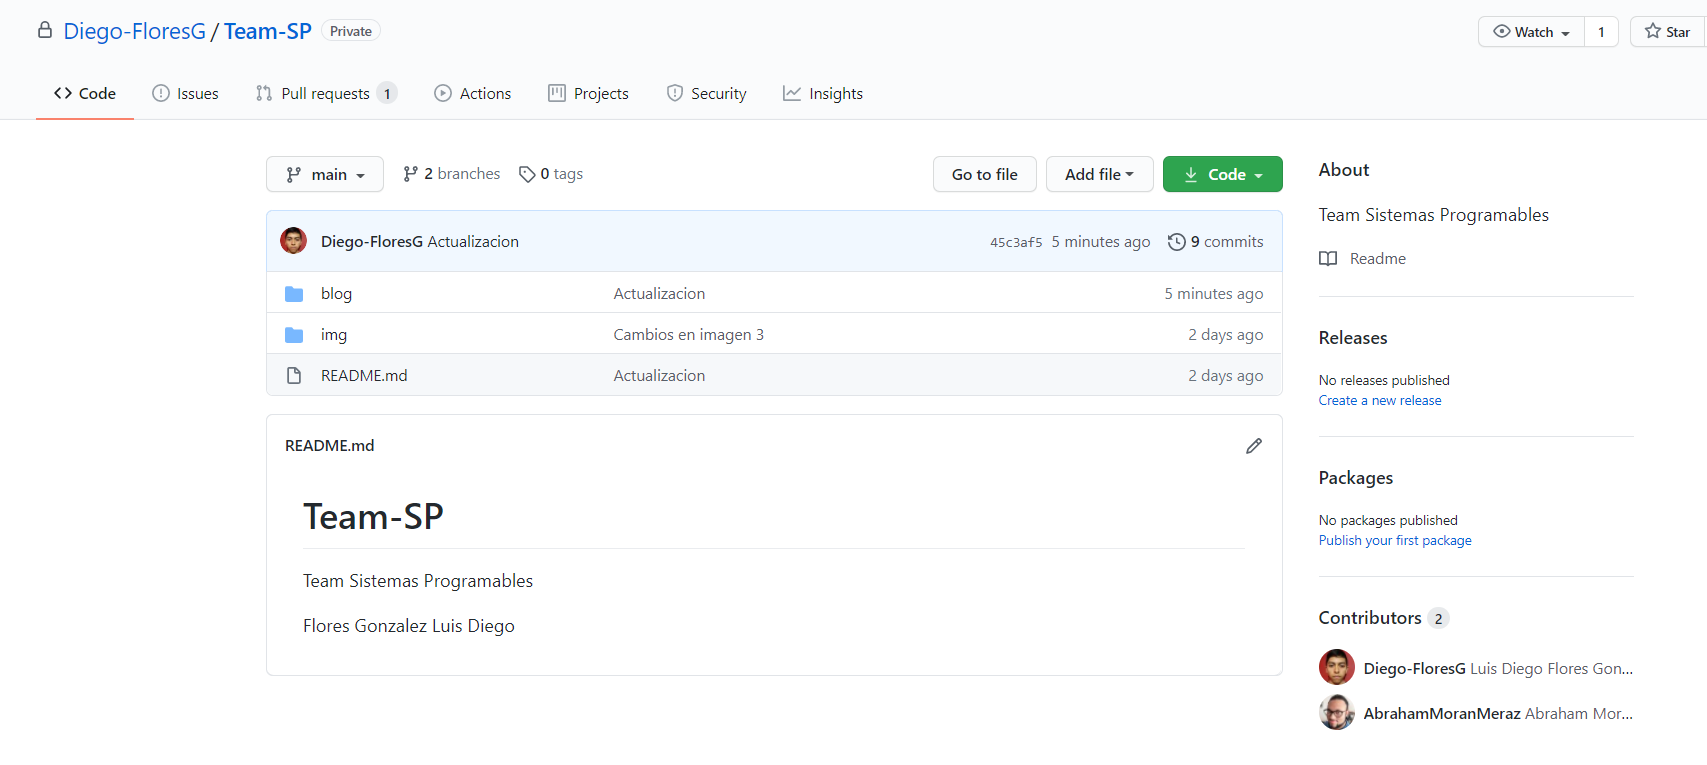 Diego-FloresG / Team-SP Private
Watch 1 Star
Code Issues Pull requests 1 Actions Projects Security Insights
main 2 branches 0 tags Go to file Add file Code
Diego-FloresG Actualizacion 45c3af5 5 minutes ago 9 commits
blog Actualizacion 5 minutes ago
img Cambios en imagen 3 2 days ago
README.md Actualizacion 2 days ago
README.md
Team-SP
Team Sistemas Programables
Flores Gonzalez Luis Diego
About
Team Sistemas Programables
Readme
Releases
No releases published
Create a new release
Packages
No packages published
Publish your first package
Contributors 2
Diego-FloresG Luis Diego Flores Gon...
AbrahamMoranMeraz Abraham Mor...